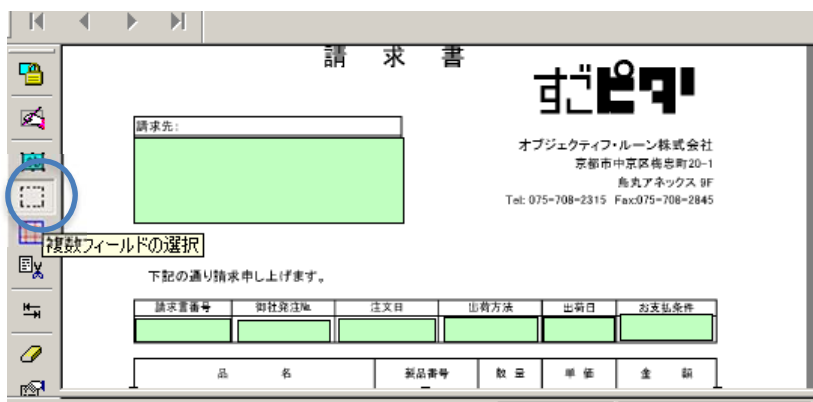 請 求 書
すごピタ!
請求先:
オブジェクティフ・ルーン株式会社
京都市中京区梅忠町20-1
烏丸アネックス 9F
Tel: 075-708-2315 Fax:075-708-2845
複数フィールドの選択
下記の通り請求申し上げます。
請求書番号 御社発注No. 注文日 出荷方法 出荷日 お支払条件
品 名 製品番号 数 量 単 価 金 額